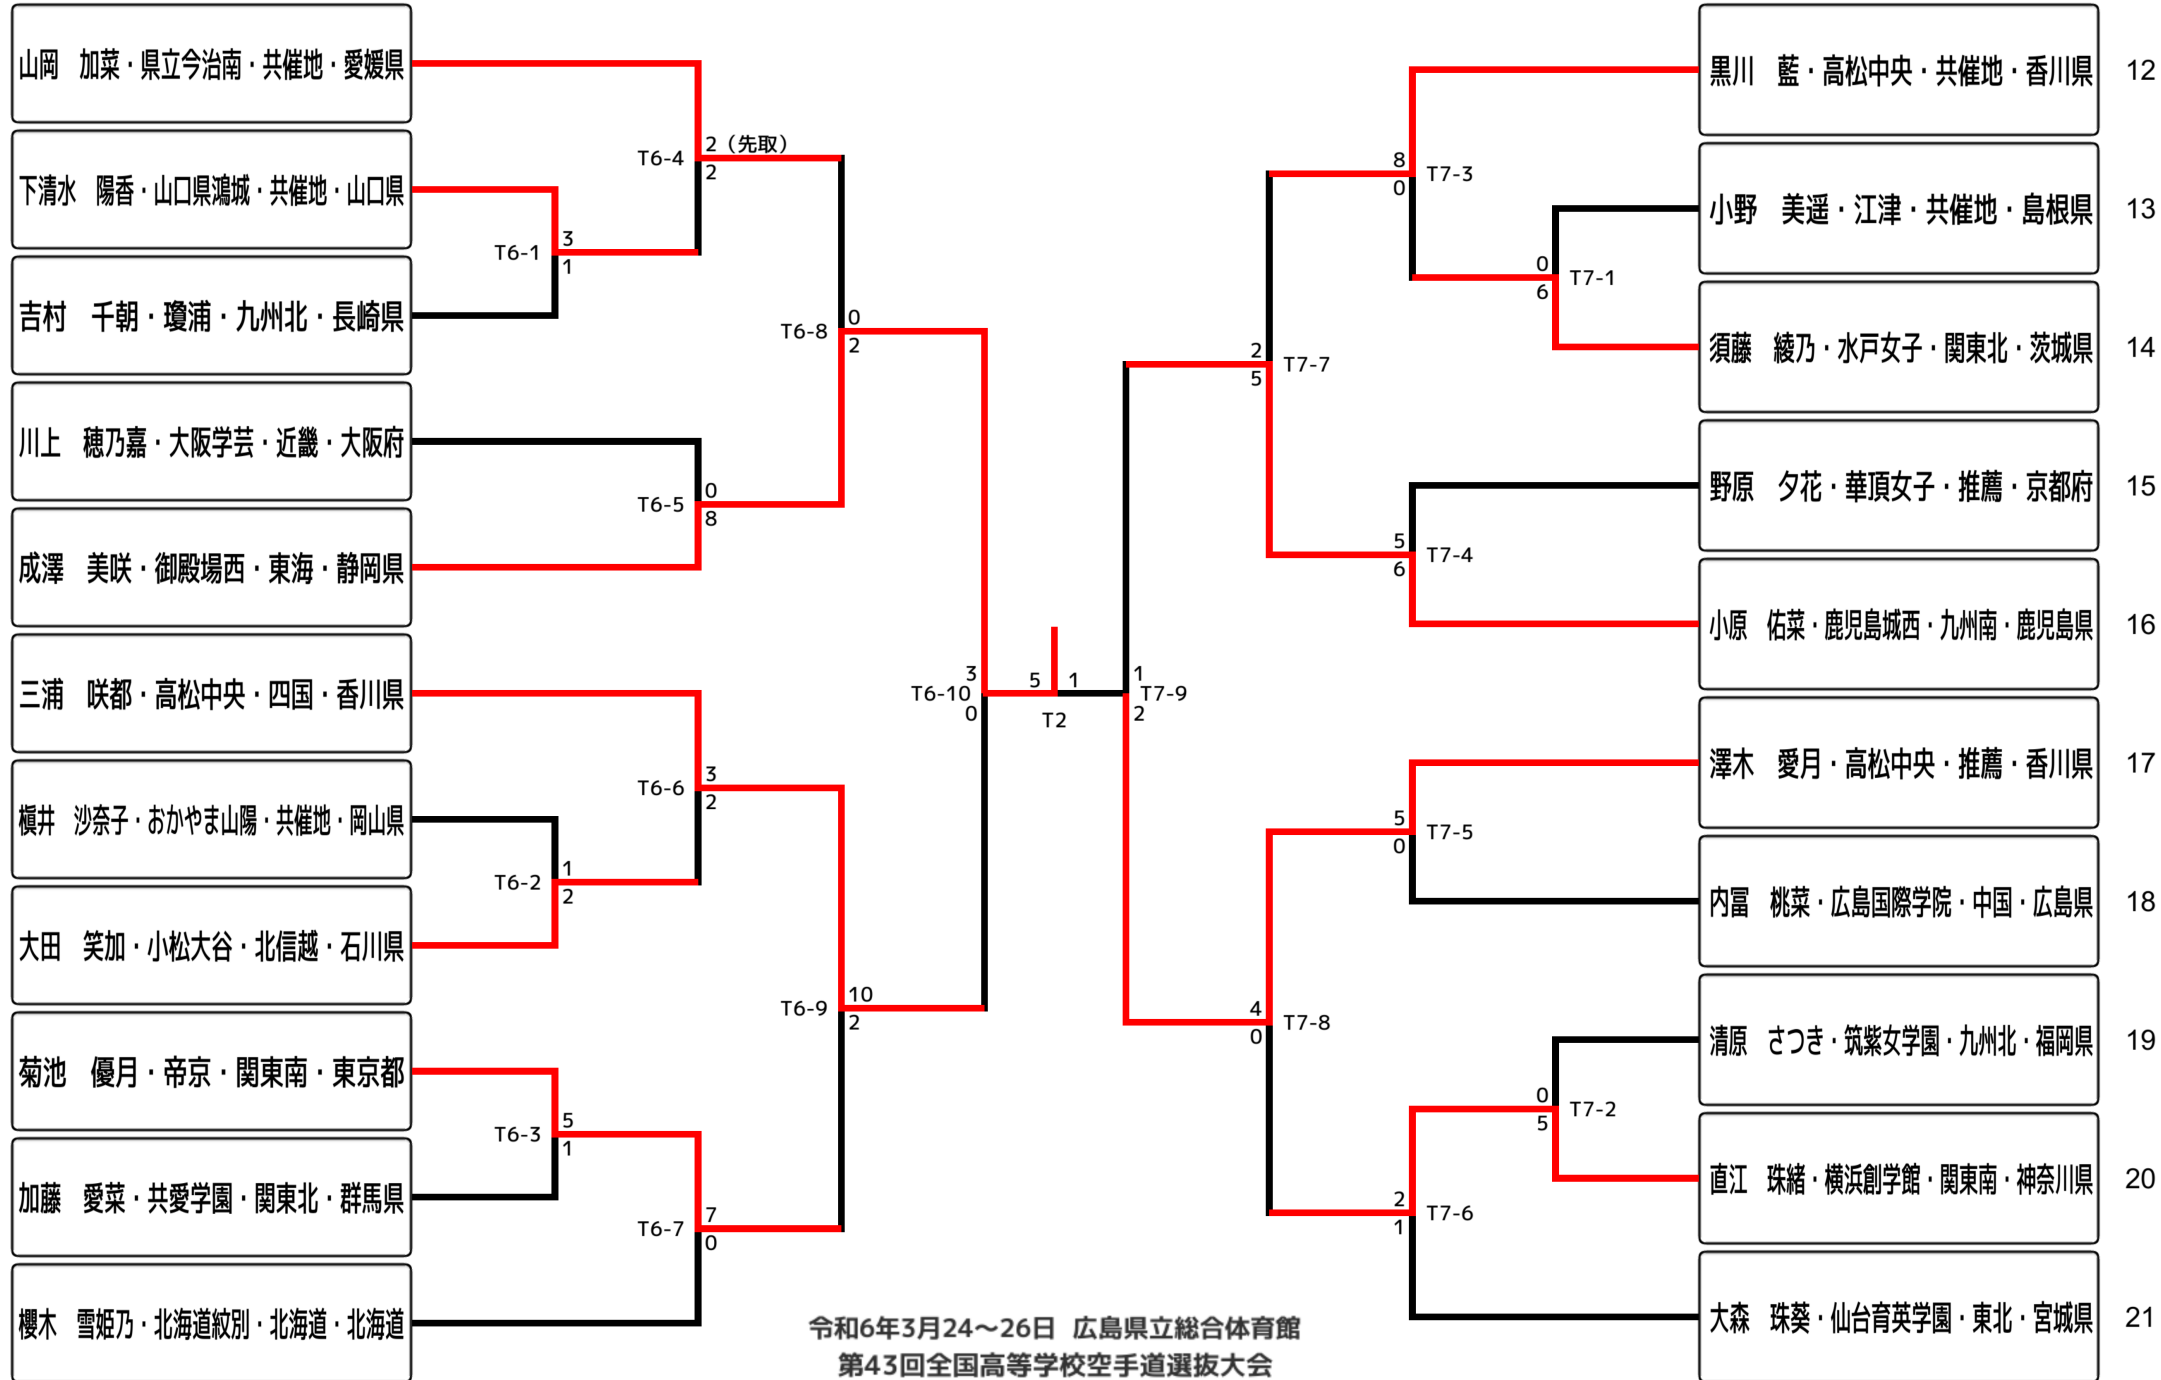 山岡　加菜・県立今治南・共催地・愛媛県
下清水　陽香・山口県鴻城・共催地・山口県
吉村　千朝・瓊浦・九州北・長崎県
川上　穂乃嘉・大阪学芸・近畿・大阪府
成澤　美咲・御殿場西・東海・静岡県
三浦　咲都・高松中央・四国・香川県
槇井　沙奈子・おかやま山陽・共催地・岡山県
大田　笑加・小松大谷・北信越・石川県
菊池　優月・帝京・関東南・東京都
加藤　愛菜・共愛学園・関東北・群馬県
櫻木　雪姫乃・北海道紋別・北海道・北海道
T6-1
3
1
T6-2
1
2
T6-3
5
1
T6-4
2（先取）
2
T6-5
0
8
T6-6
3
2
T6-7
7
0
T6-8
0
2
T6-9
10
2
T6-10
3
0
5
1
T2
1
T7-9
2
2
T7-7
5
4
T7-8
0
8
T7-3
0
5
T7-4
6
5
T7-5
0
2
T7-6
1
0
T7-1
6
0
T7-2
5
黒川　藍・高松中央・共催地・香川県 12
小野　美遥・江津・共催地・島根県 13
須藤　綾乃・水戸女子・関東北・茨城県 14
野原　夕花・華頂女子・推薦・京都府 15
小原　佑菜・鹿児島城西・九州南・鹿児島県 16
澤木　愛月・高松中央・推薦・香川県 17
内冨　桃菜・広島国際学院・中国・広島県 18
清原　さつき・筑紫女学園・九州北・福岡県 19
直江　珠緒・横浜創学館・関東南・神奈川県 20
大森　珠葵・仙台育英学園・東北・宮城県 21
令和6年3月24～26日　広島県立総合体育館
第43回全国高等学校空手道選抜大会